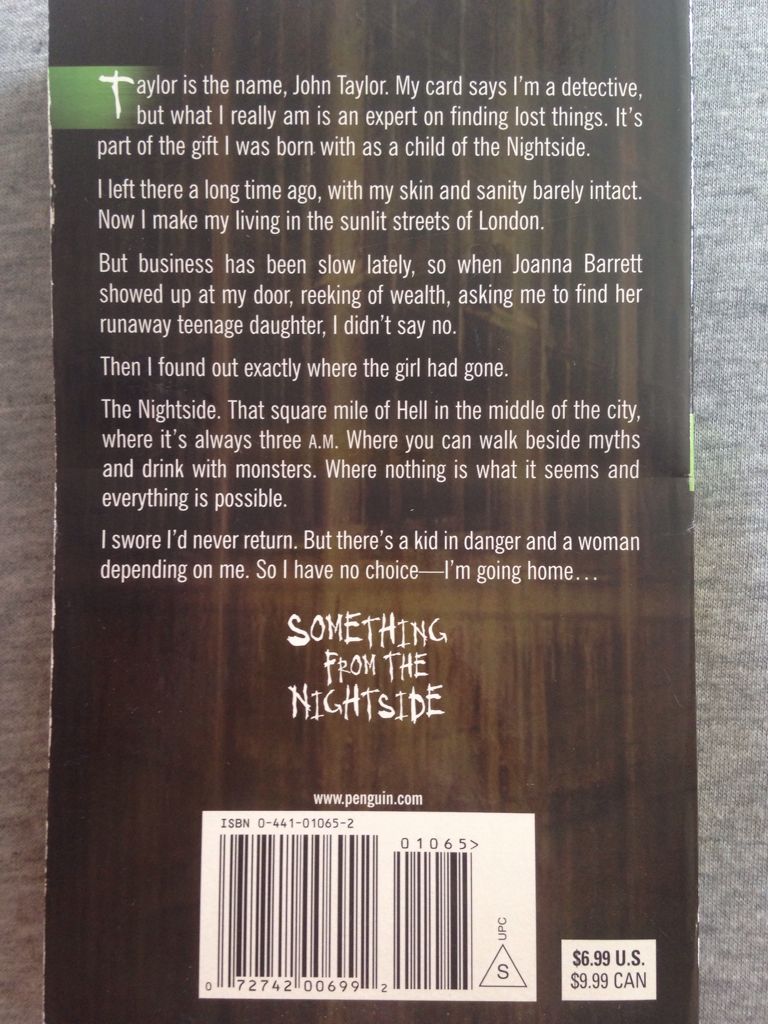 Taylor is the name, John Taylor. My card says I'm a detective,
but what I really am is an expert on finding lost things. It's
part of the gift I was born with as a child of the Nightside.
I left there a long time ago, with my skin and sanity barely intact.
Now I make my living in the sunlit streets of London.
But business has been slow lately, so when Joanna Barrett
showed up at my door, reeking of wealth, asking me to find her
runaway teenage daughter, I didn't say no.
Then I found out exactly where the girl had gone.
The Nightside. That square mile of Hell in the middle of the city,
where it's always three A.M. Where you can walk beside myths
and drink with monsters. Where nothing is what it seems and
everything is possible.
I swore I'd never return. But there's a kid in danger and a woman
depending on me. So I have no choice—I'm going home...
SOMETHING
FROM THE
NIGHTSIDE
www.penguin.com
ISBN 0-441-01065-2
01065>
UPC
S
0 72742 00699 2
$6.99 U.S.
$9.99 CAN